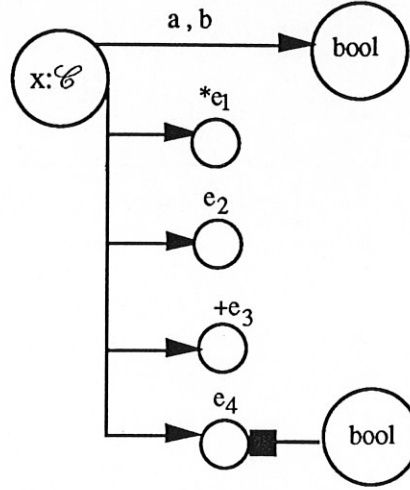 a , b
x: 𝒞
bool
*e₁
e₂
+e₃
e₄
bool